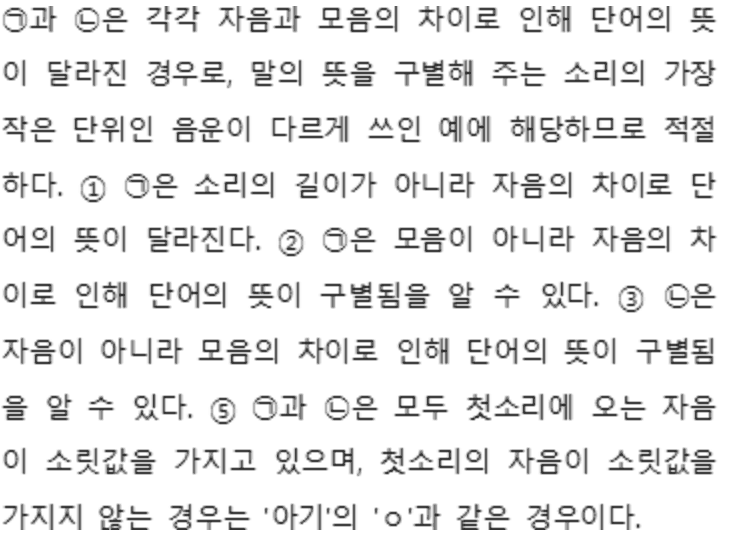 ㉠과 ㉡은 각각 자음과 모음의 차이로 인해 단어의 뜻
이 달라진 경우로, 말의 뜻을 구별해 주는 소리의 가장
작은 단위인 음운이 다르게 쓰인 예에 해당하므로 적절
하다. ① ㉠은 소리의 길이가 아니라 자음의 차이로 단
어의 뜻이 달라진다. ② ㉠은 모음이 아니라 자음의 차
이로 인해 단어의 뜻이 구별됨을 알 수 있다. ③ ㉡은
자음이 아니라 모음의 차이로 인해 단어의 뜻이 구별됨
을 알 수 있다. ⑤ ㉠과 ㉡은 모두 첫소리에 오는 자음
이 소릿값을 가지고 있으며, 첫소리의 자음이 소릿값을
가지지 않는 경우는 '아기'의 'ㅇ'과 같은 경우이다.